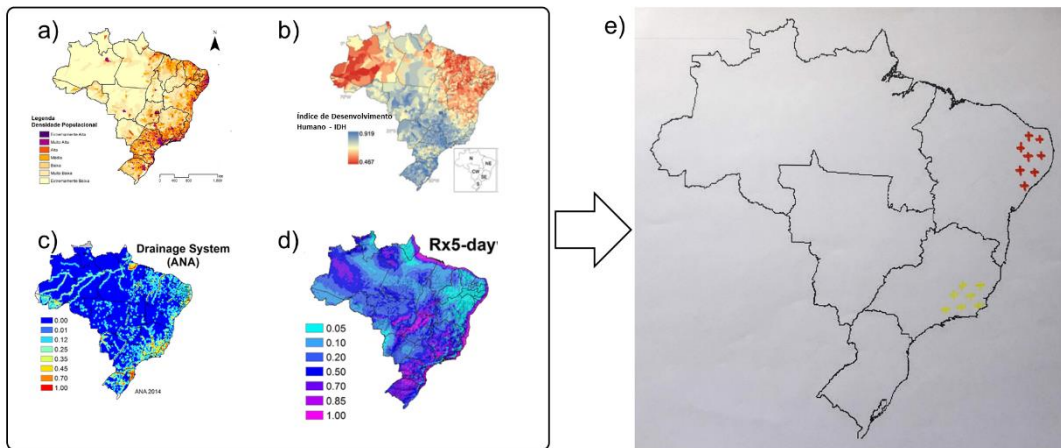 a)
N
Legenda
Densidade Populacional
Extremamente Alta
Muito Alta
Alta
Média
Baixa
Muito Baixa
Extremamente Baixa
b)
Índice de Desenvolvimento
Humano - IDH
0.919
0.467
N
NE
CW
SE
S
c)
Drainage System
(ANA)
0.00
0.01
0.12
0.25
0.35
0.45
0.70
1.00
ANA 2014
d)
Rx5-day
0.05
0.10
0.20
0.50
0.70
0.85
1.00
e)